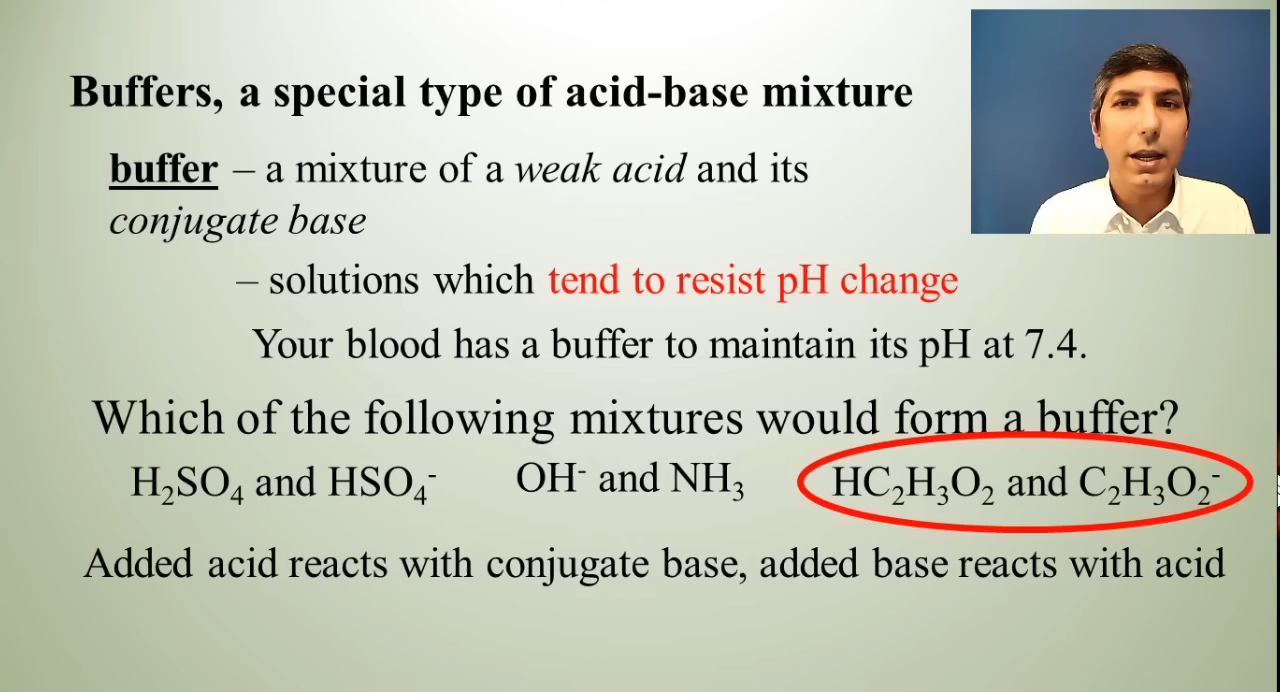 Buffers, a special type of acid-base mixture
buffer – a mixture of a weak acid and its
conjugate base
– solutions which tend to resist pH change
Your blood has a buffer to maintain its pH at 7.4.
Which of the following mixtures would form a buffer?
H₂SO₄ and HSO₄⁻ OH⁻ and NH₃ HC₂H₃O₂ and C₂H₃O₂⁻
Added acid reacts with conjugate base, added base reacts with acid